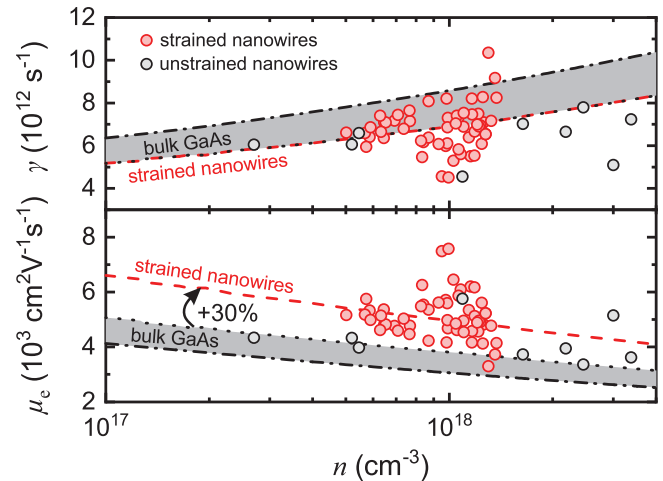 12
10
8
6
4
γ (10¹² s⁻¹)
strained nanowires
unstrained nanowires
bulk GaAs
strained nanowires
8
6
4
2
μₑ (10³ cm²V⁻¹s⁻¹)
strained nanowires
+30%
bulk GaAs
10¹⁷
10¹⁸
n (cm⁻³)